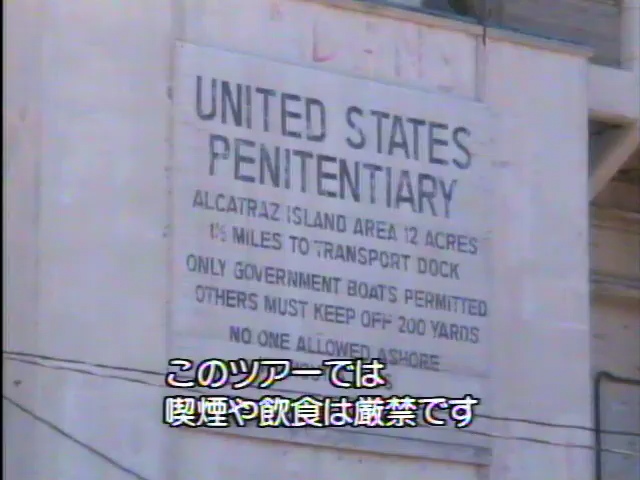 UNITED STATES
PENITENTIARY
ALCATRAZ ISLAND AREA 12 ACRES
1½ MILES TO TRANSPORT DOCK
ONLY GOVERNMENT BOATS PERMITTED
OTHERS MUST KEEP OFF 200 YARDS
NO ONE ALLOWED ASHORE
このツアーでは
喫煙や飲食は厳禁です